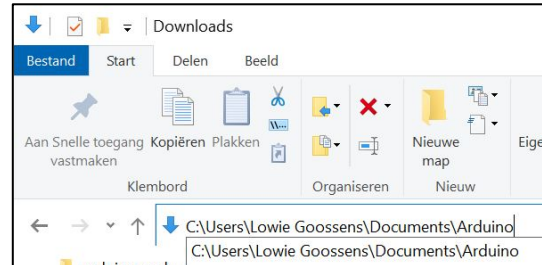 Downloads
Bestand Start Delen Beeld
Aan Snelle toegang vastmaken
Kopiëren
Plakken
Nieuwe map
Klembord Organiseren Nieuw
C:\Users\Lowie Goossens\Documents\Arduino
C:\Users\Lowie Goossens\Documents\Arduino